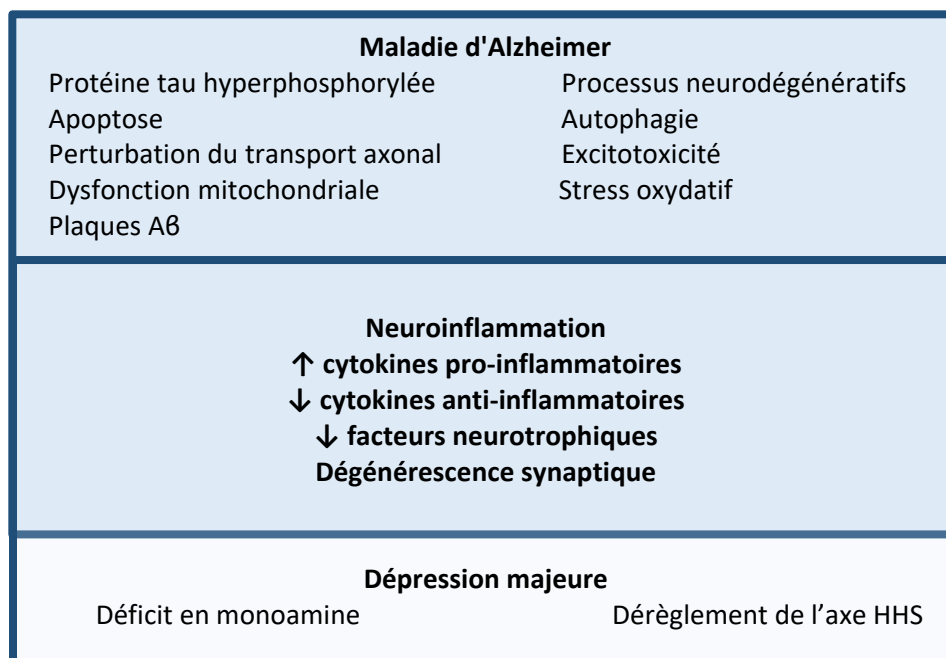 Maladie d'Alzheimer
Protéine tau hyperphosphorylée Processus neurodégénératifs
Apoptose Autophagie
Perturbation du transport axonal Excitotoxicité
Dysfonction mitochondriale Stress oxydatif
Plaques Aβ
Neuroinflammation
↑ cytokines pro-inflammatoires
↓ cytokines anti-inflammatoires
↓ facteurs neurotrophiques
Dégénérescence synaptique
Dépression majeure
Déficit en monoamine Dérèglement de l’axe HHS